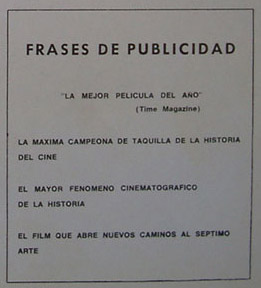 FRASES DE PUBLICIDAD
"LA MEJOR PELICULA DEL AÑO"
(Time Magazine)
LA MAXIMA CAMPEONA DE TAQUILLA DE LA HISTORIA
DEL CINE
EL MAYOR FENOMENO CINEMATOGRAFICO
DE LA HISTORIA
EL FILM QUE ABRE NUEVOS CAMINOS AL SEPTIMO
ARTE